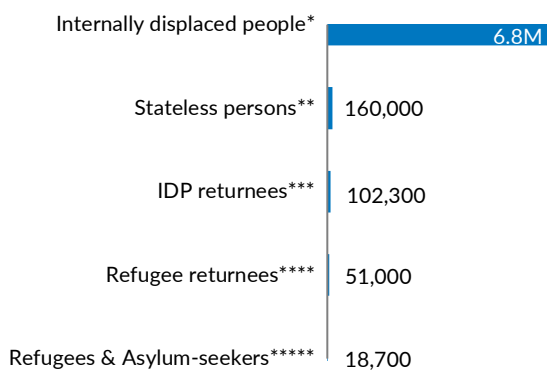 Internally displaced people* 6.8M
Stateless persons** 160,000
IDP returnees*** 102,300
Refugee returnees**** 51,000
Refugees & Asylum-seekers***** 18,700